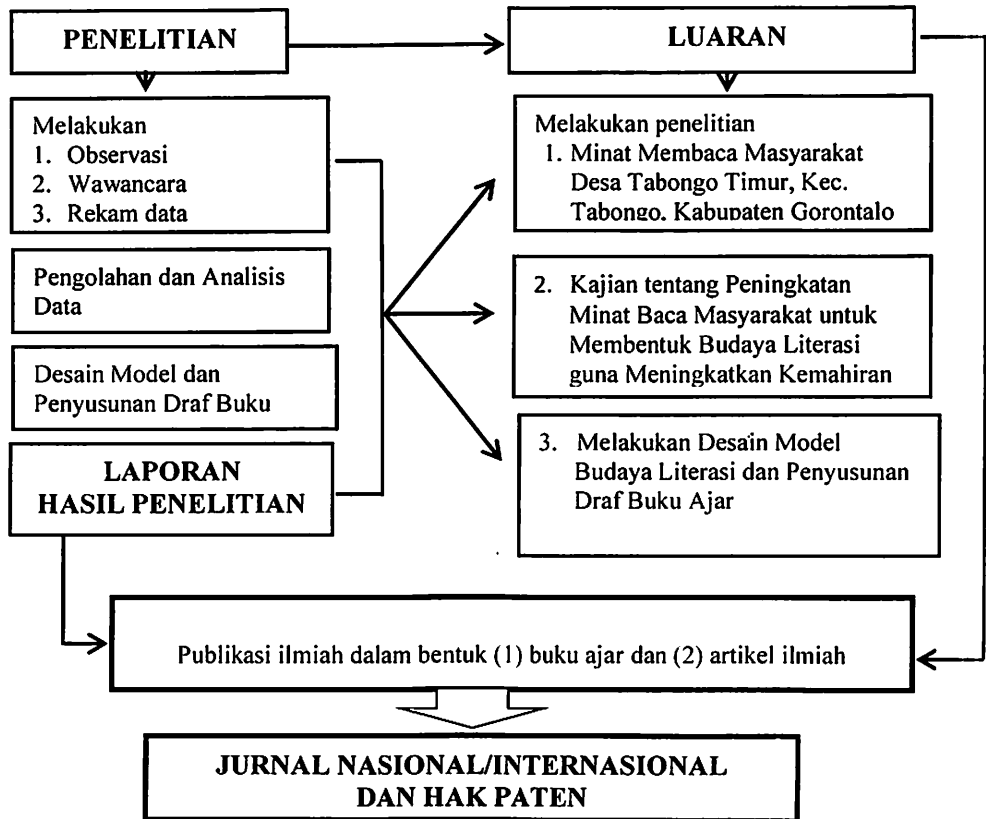 PENELITIAN
Melakukan
1. Observasi
2. Wawancara
3. Rekam data
Pengolahan dan Analisis
Data
Desain Model dan
Penyusunan Draf Buku
LAPORAN
HASIL PENELITIAN
LUARAN
Melakukan penelitian
1. Minat Membaca Masyarakat
Desa Tabongo Timur, Kec.
Tabongo, Kabupaten Gorontalo
2. Kajian tentang Peningkatan
Minat Baca Masyarakat untuk
Membentuk Budaya Literasi
guna Meningkatkan Kemahiran
3. Melakukan Desain Model
Budaya Literasi dan Penyusunan
Draf Buku Ajar
Publikasi ilmiah dalam bentuk (1) buku ajar dan (2) artikel ilmiah
JURNAL NASIONAL/INTERNASIONAL
DAN HAK PATEN